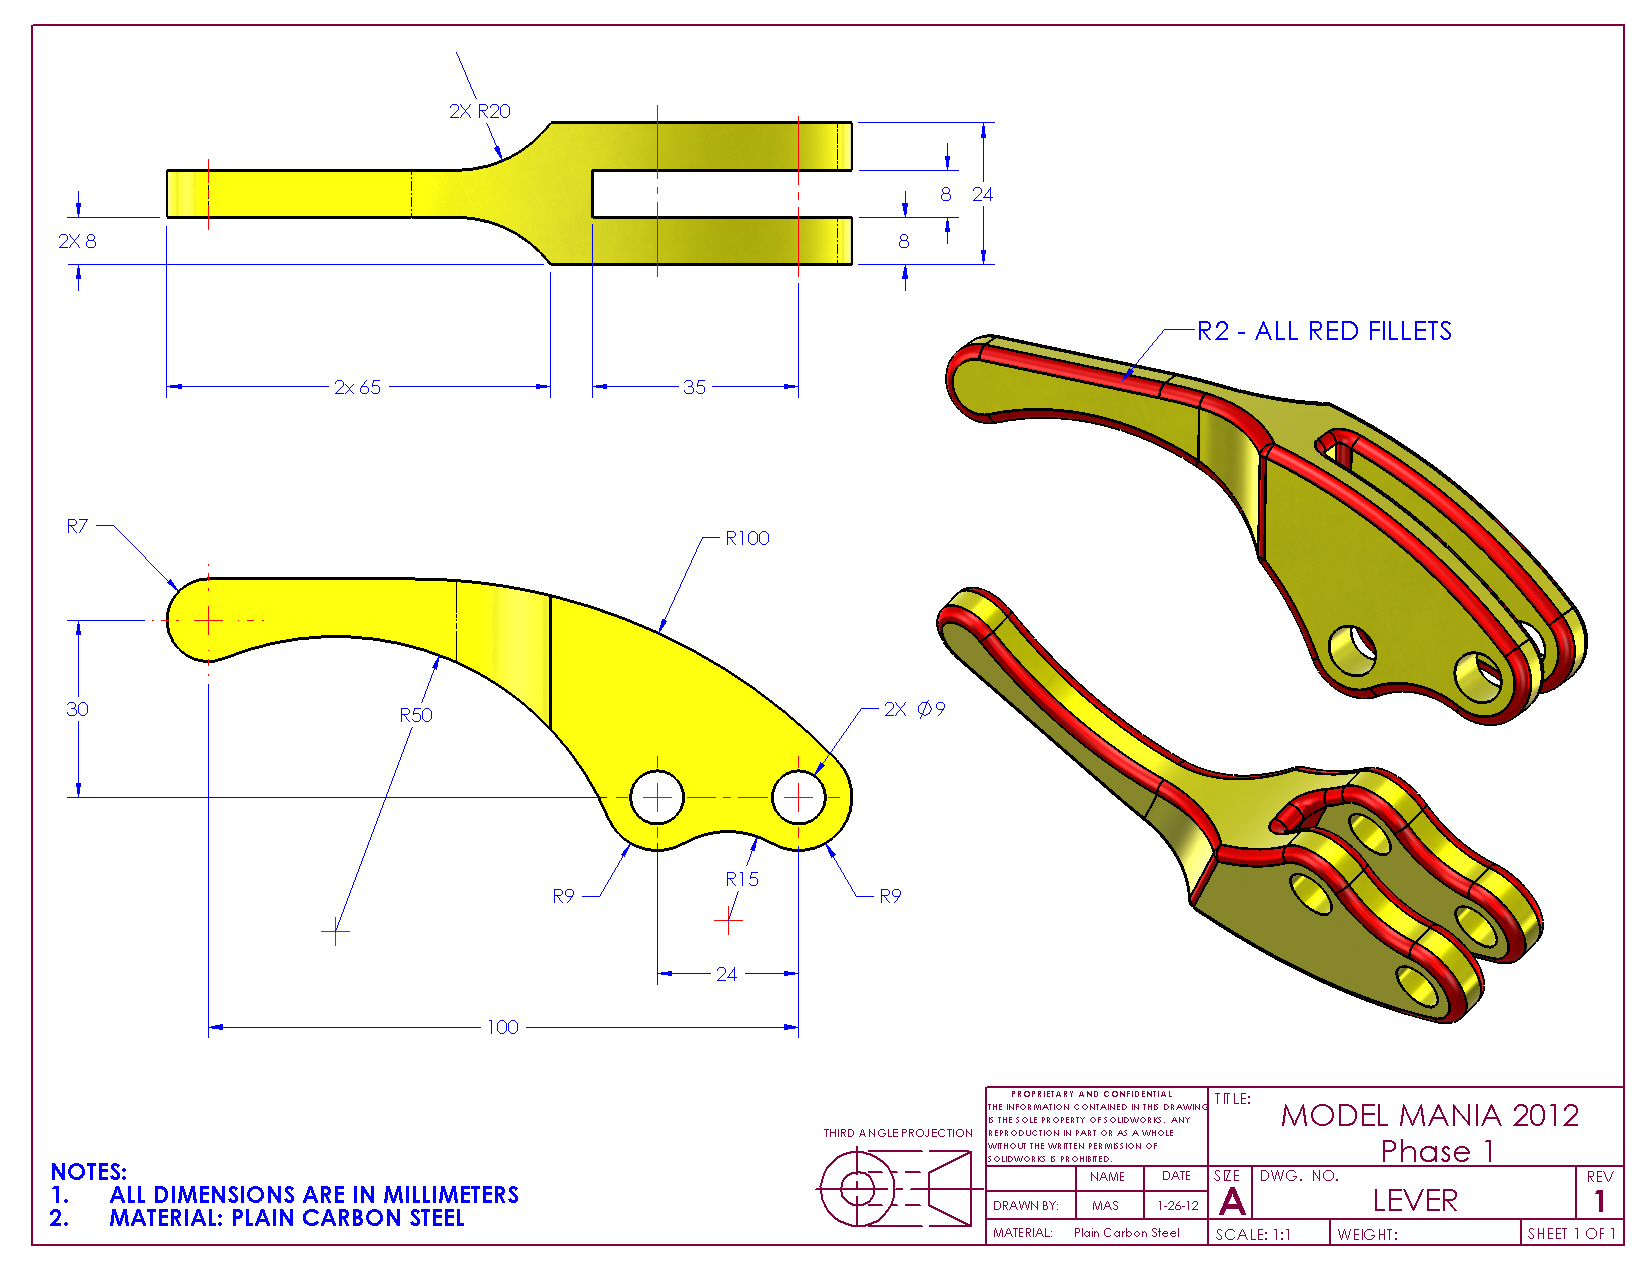 2X R20
8
24
2X 8
8
2x 65
35
R2 - ALL RED FILLETS
R7
R100
30
R50
2X Ø9
R15
R9
R9
24
100
NOTES:
1. ALL DIMENSIONS ARE IN MILLIMETERS
2. MATERIAL: PLAIN CARBON STEEL
THIRD ANGLE PROJECTION
PROPRIETARY AND CONFIDENTIAL
THE INFORMATION CONTAINED IN THIS DRAWING
IS THE SOLE PROPERTY OF SOLIDWORKS. ANY
REPRODUCTION IN PART OR AS A WHOLE
WITHOUT THE WRITTEN PERMISSION OF
SOLIDWORKS IS PROHIBITED.
TITLE:
MODEL MANIA 2012
Phase 1
NAME DATE
SIZE DWG. NO. REV
DRAWN BY: MAS 1-26-12
A LEVER 1
MATERIAL: Plain Carbon Steel
SCALE: 1:1 WEIGHT: SHEET 1 OF 1